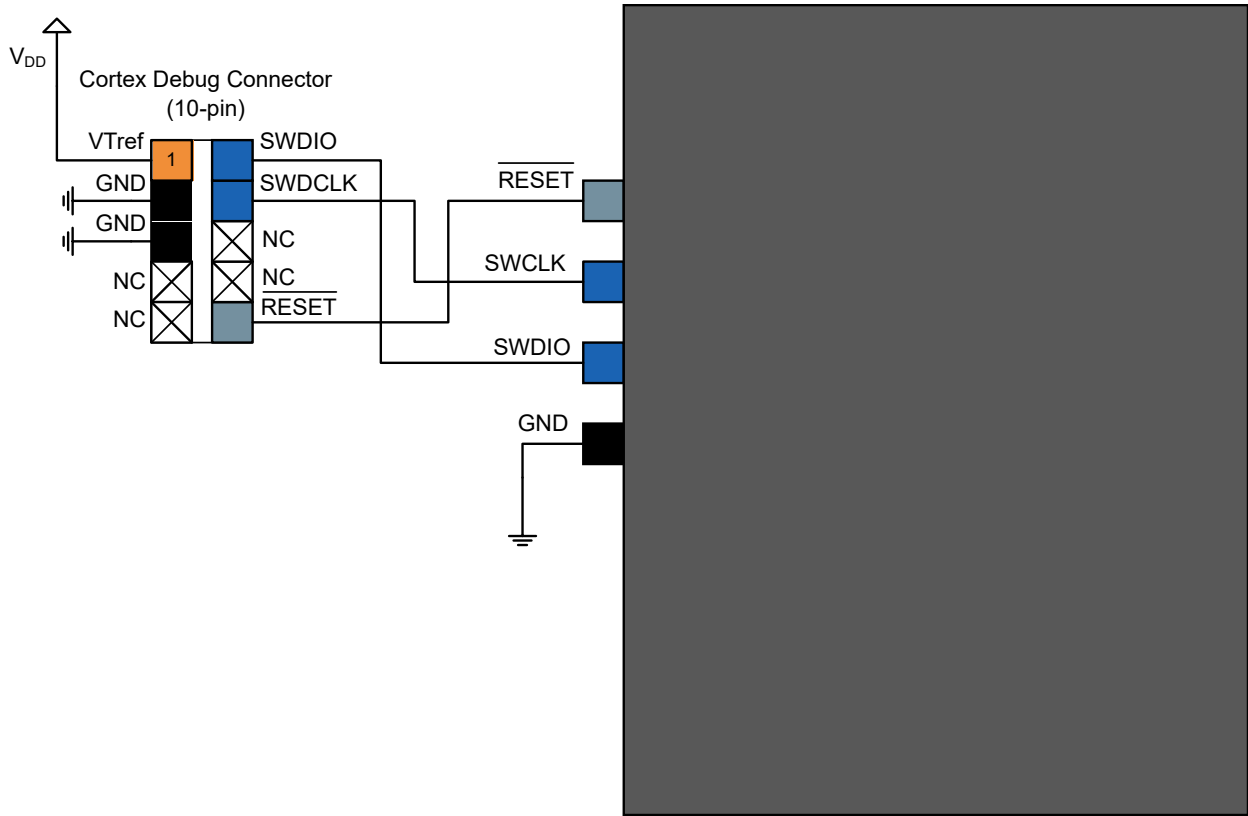 V_DD
Cortex Debug Connector
(10-pin)
VTref
1
SWDIO
GND
SWDCLK
GND
NC
NC
NC
NC
RESET
RESET
SWCLK
SWDIO
GND